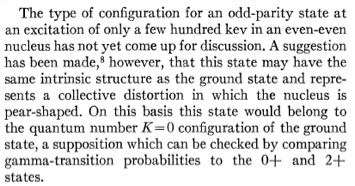 The type of configuration for an odd-parity state at
an excitation of only a few hundred kev in an even-even
nucleus has not yet come up for discussion. A suggestion
has been made,⁸ however, that this state may have the
same intrinsic structure as the ground state and repre-
sents a collective distortion in which the nucleus is
pear-shaped. On this basis this state would belong to
the quantum number K=0 configuration of the ground
state, a supposition which can be checked by comparing
gamma-transition probabilities to the 0+ and 2+
states.